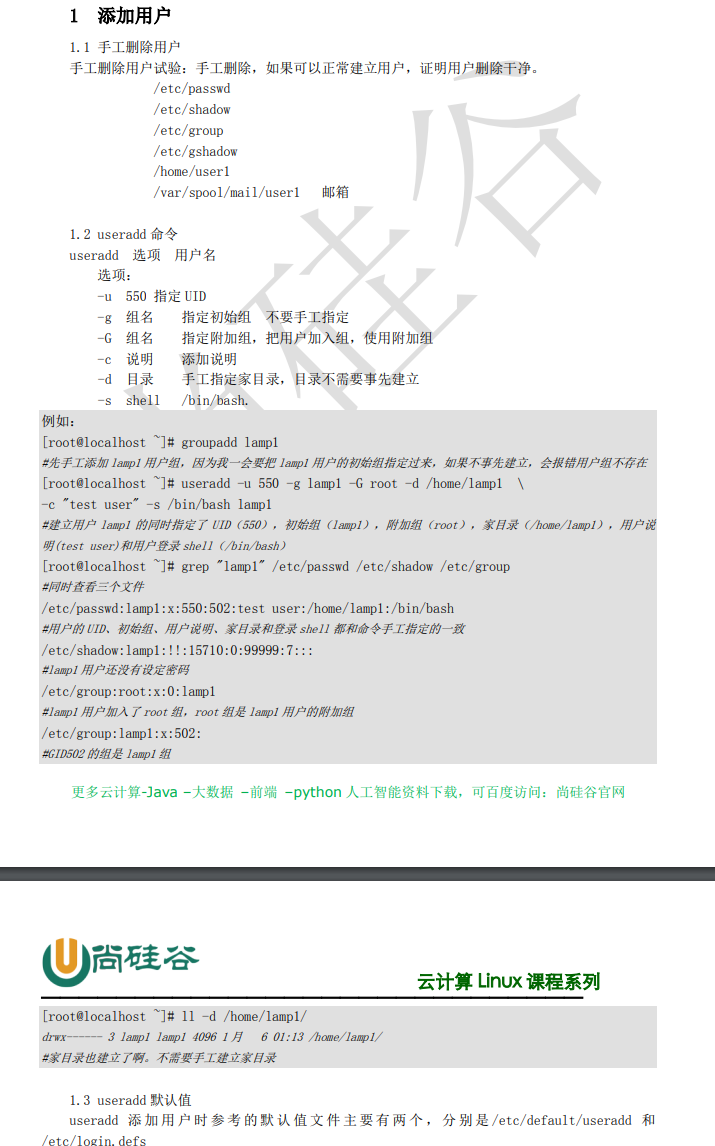 1 添加用户
1.1 手工删除用户
手工删除用户试验：手工删除，如果可以正常建立用户，证明用户删除干净。
/etc/passwd
/etc/shadow
/etc/group
/etc/gshadow
/home/user1
/var/spool/mail/user1 邮箱
1.2 useradd 命令
useradd 选项 用户名
选项：
-u 550 指定 UID
-g 组名 指定初始组 不要手工指定
-G 组名 指定附加组，把用户加入组，使用附加组
-c 说明 添加说明
-d 目录 手工指定家目录，目录不需要事先建立
-s shell /bin/bash.
例如：
[root@localhost ~]# groupadd lamp1
#先手工添加 lamp1 用户组，因为我一会要把 lamp1 用户的初始组指定过来，如果不事先建立，会报错用户组不存在
[root@localhost ~]# useradd -u 550 -g lamp1 -G root -d /home/lamp1 \
-c "test user" -s /bin/bash lamp1
#建立用户 lamp1 的同时指定了 UID（550），初始组（lamp1），附加组（root），家目录（/home/lamp1），用户说
明(test user)和用户登录 shell（/bin/bash）
[root@localhost ~]# grep "lamp1" /etc/passwd /etc/shadow /etc/group
#同时查看三个文件
/etc/passwd:lamp1:x:550:502:test user:/home/lamp1:/bin/bash
#用户的 UID、初始组、用户说明、家目录和登录 shell 都和命令手工指定的一致
/etc/shadow:lamp1:!!:15710:0:99999:7:::
#lamp1 用户还没有设定密码
/etc/group:root:x:0:lamp1
#lamp1 用户加入了 root 组，root 组是 lamp1 用户的附加组
/etc/group:lamp1:x:502:
#GID502 的组是 lamp1 组
更多云计算-Java –大数据 –前端 –python 人工智能资料下载，可百度访问：尚硅谷官网
尚硅谷
云计算 Linux 课程系列
[root@localhost ~]# ll -d /home/lamp1/
drwx------ 3 lamp1 lamp1 4096 1月 6 01:13 /home/lamp1/
#家目录也建立了啊。不需要手工建立家目录
1.3 useradd 默认值
useradd 添加用户时参考的默认值文件主要有两个，分别是/etc/default/useradd 和
/etc/login.defs
硅谷